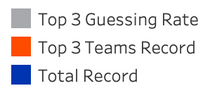 Top 3 Guessing Rate
Top 3 Teams Record
Total Record